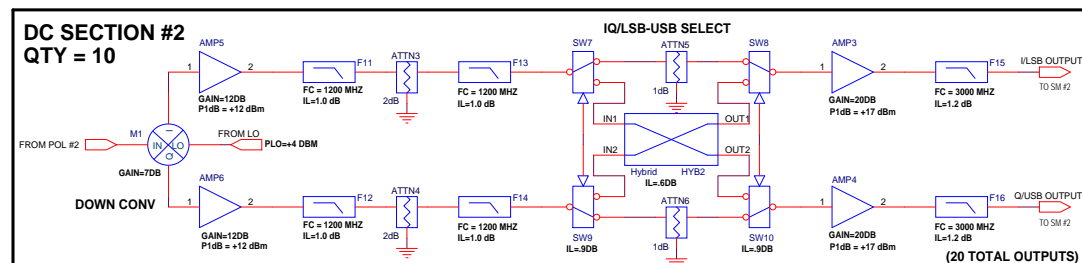 DC SECTION #2
QTY = 10
IQ/LSB-USB SELECT
AMP5
1
2
GAIN=12DB
P1dB = +12 dBm
F11
FC = 1200 MHZ
IL=1.0 dB
ATTN3
2dB
F13
FC = 1200 MHZ
IL=1.0 dB
SW7
ATTN5
1dB
SW8
AMP3
1
2
GAIN=20DB
P1dB = +17 dBm
F15
FC = 3000 MHZ
IL=1.2 dB
I/LSB OUTPUT
TO SM #2
FROM POL #2
M1
I
IN
LO
Q
GAIN=7DB
FROM LO
PLO=+4 DBM
IN1
OUT1
IN2
OUT2
Hybrid
HYB2
IL=.6DB
DOWN CONV
AMP6
1
2
GAIN=12DB
P1dB = +12 dBm
F12
FC = 1200 MHZ
IL=1.0 dB
ATTN4
2dB
F14
FC = 1200 MHZ
IL=1.0 dB
SW9
IL=.9DB
ATTN6
1dB
SW10
IL=.9DB
AMP4
1
2
GAIN=20DB
P1dB = +17 dBm
F16
FC = 3000 MHZ
IL=1.2 dB
Q/USB OUTPUT
TO SM #2
(20 TOTAL OUTPUTS)